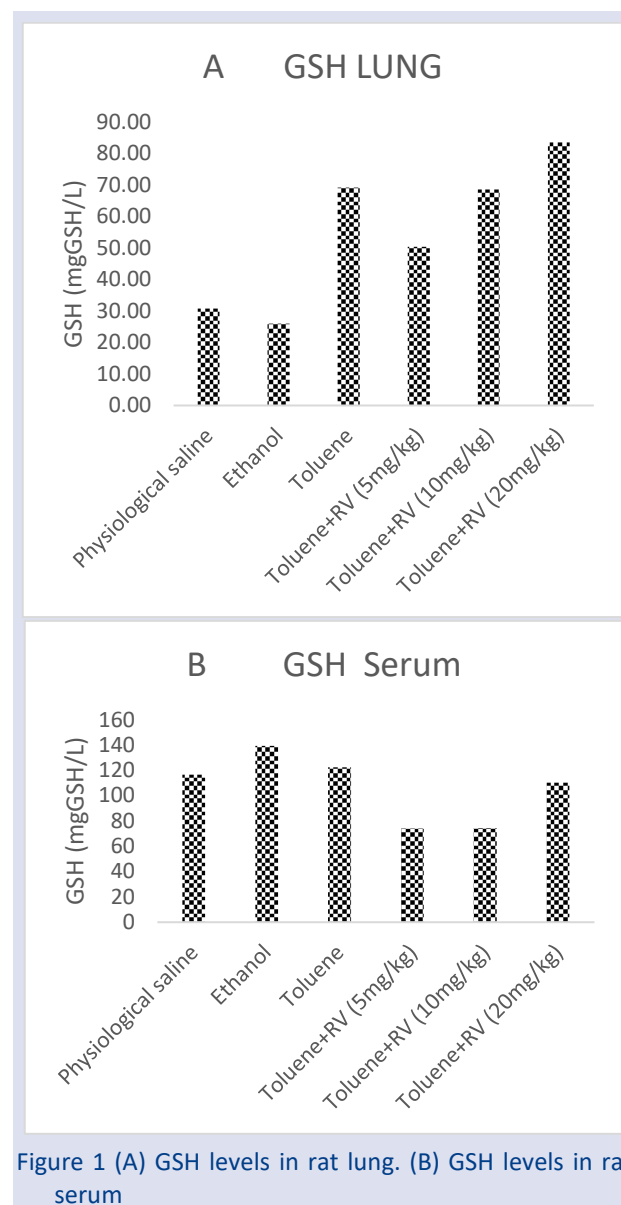 A GSH LUNG
GSH (mgGSH/L)
90.00
80.00
70.00
60.00
50.00
40.00
30.00
20.00
10.00
0.00
Physiological saline
Ethanol
Toluene
Toluene+RV (5mg/kg)
Toluene+RV (10mg/kg)
Toluene+RV (20mg/kg)
B GSH Serum
GSH (mgGSH/L)
160
140
120
100
80
60
40
20
0
Physiological saline
Ethanol
Toluene
Toluene+RV (5mg/kg)
Toluene+RV (10mg/kg)
Toluene+RV (20mg/kg)
Figure 1 (A) GSH levels in rat lung. (B) GSH levels in ra
serum